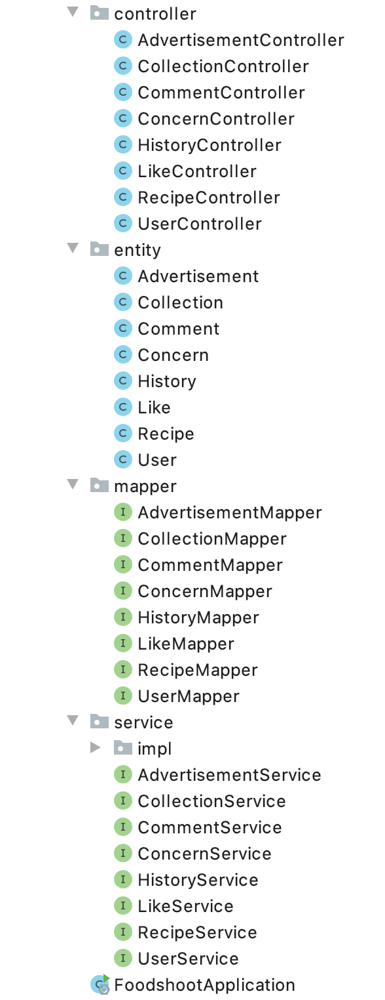 controller
C AdvertisementController
C CollectionController
C CommentController
C ConcernController
C HistoryController
C LikeController
C RecipeController
C UserController
entity
C Advertisement
C Collection
C Comment
C Concern
C History
C Like
C Recipe
C User
mapper
I AdvertisementMapper
I CollectionMapper
I CommentMapper
I ConcernMapper
I HistoryMapper
I LikeMapper
I RecipeMapper
I UserMapper
service
impl
I AdvertisementService
I CollectionService
I CommentService
I ConcernService
I HistoryService
I LikeService
I RecipeService
I UserService
C FoodshootApplication